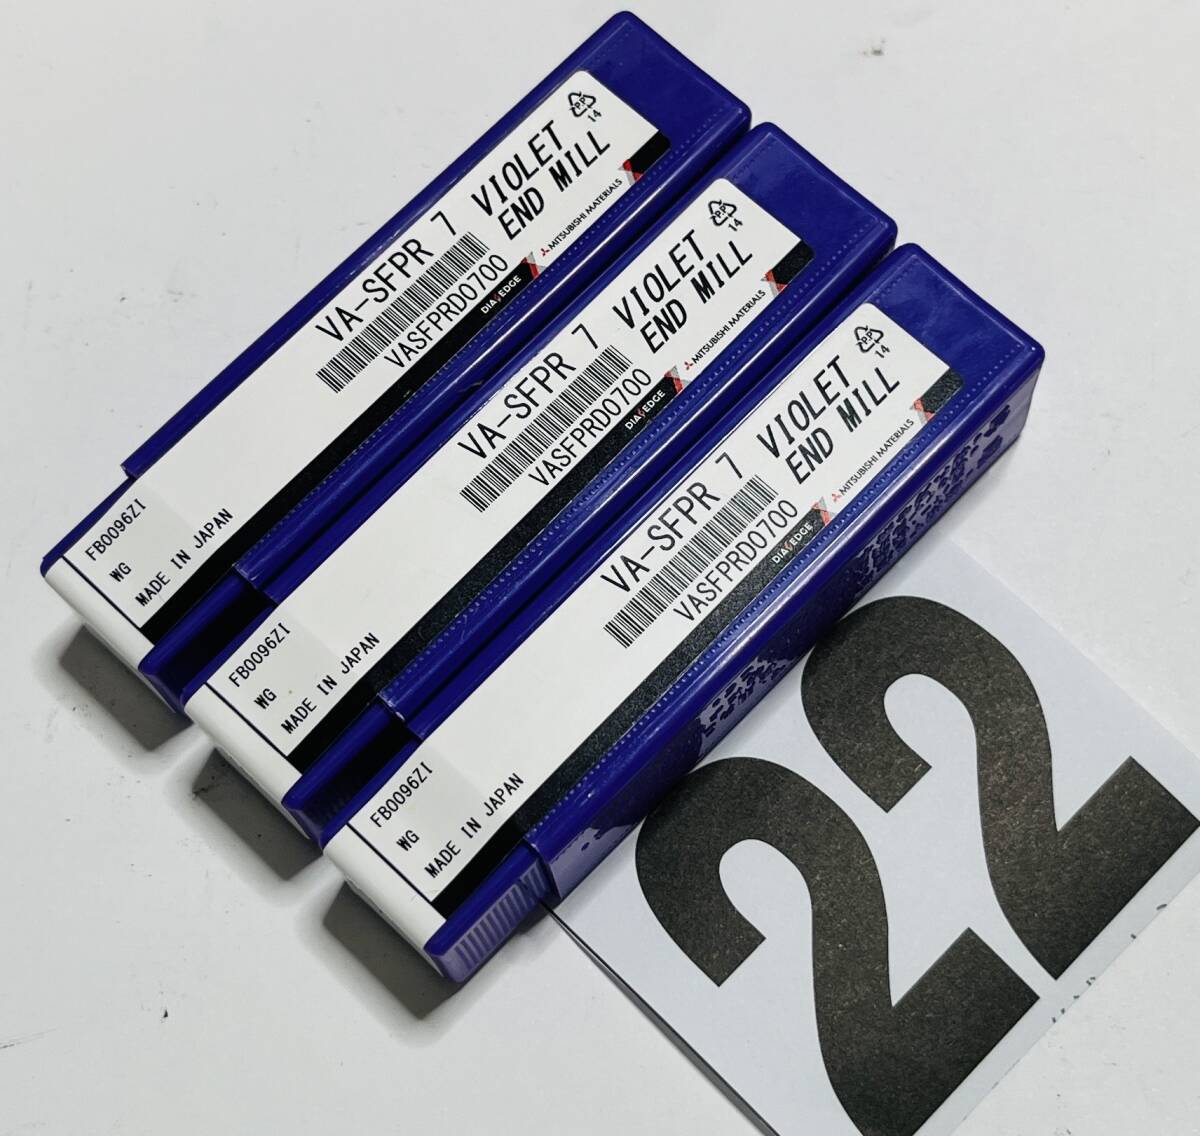 PP
14
VA-SFPR 7 VIOLET
END MILL
VASFPRD0700
DIAEDGE
MITSUBISHI MATERIALS
FB0096ZI
WG
MADE IN JAPAN
PP
14
VA-SFPR 7 VIOLET
END MILL
VASFPRD0700
DIAEDGE
MITSUBISHI MATERIALS
FB0096ZI
WG
MADE IN JAPAN
PP
14
VA-SFPR 7 VIOLET
END MILL
VASFPRD0700
DIAEDGE
MITSUBISHI MATERIALS
FB0096ZI
WG
MADE IN JAPAN
22